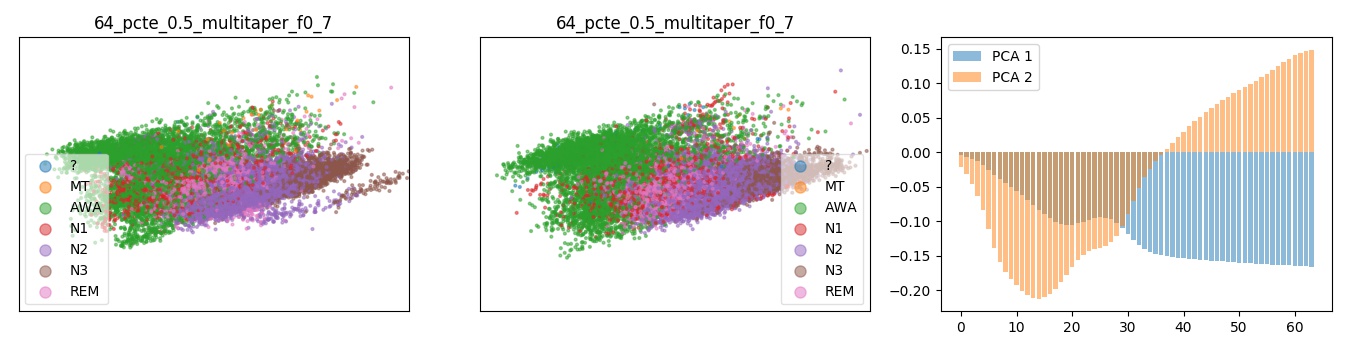 64_pcte_0.5_multitaper_f0_7
?
MT
AWA
N1
N2
N3
REM
64_pcte_0.5_multitaper_f0_7
?
MT
AWA
N1
N2
N3
REM
PCA 1
PCA 2
0.15
0.10
0.05
0.00
−0.05
−0.10
−0.15
−0.20
0 10 20 30 40 50 60